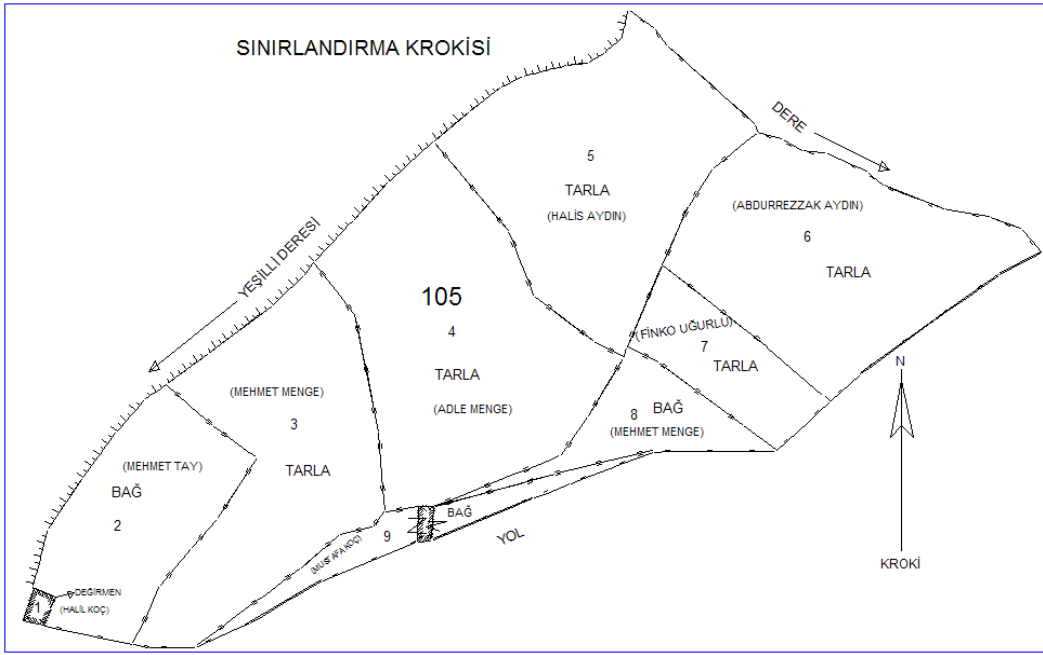 SINIRLANDIRMA KROKİSİ
DERE
5
TARLA
(HALİS AYDIN)
(ABDURREZZAK AYDIN)
6
TARLA
YEŞİLLİ DERESİ
105
4
TARLA
(ADLE MENGE)
(FİNKO UĞURLU)
7
TARLA
N
KROKİ
(MEHMET MENGE)
3
TARLA
8 BAĞ
(MEHMET MENGE)
(MEHMET TAY)
BAĞ
2
BAĞ
9
(MUSTAFA KOÇ)
YOL
1
DEĞİRMEN
(HALİL KOÇ)